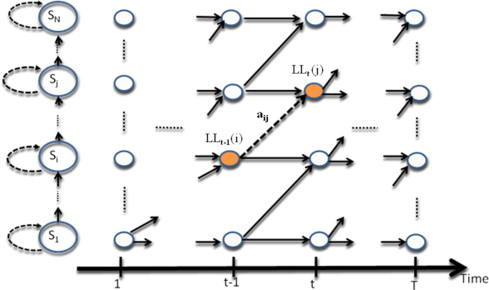 S_N
S_j
LL_t(j)
a_ij
LL_t-1(i)
S_i
S_1
1
t-1
t
T
Time